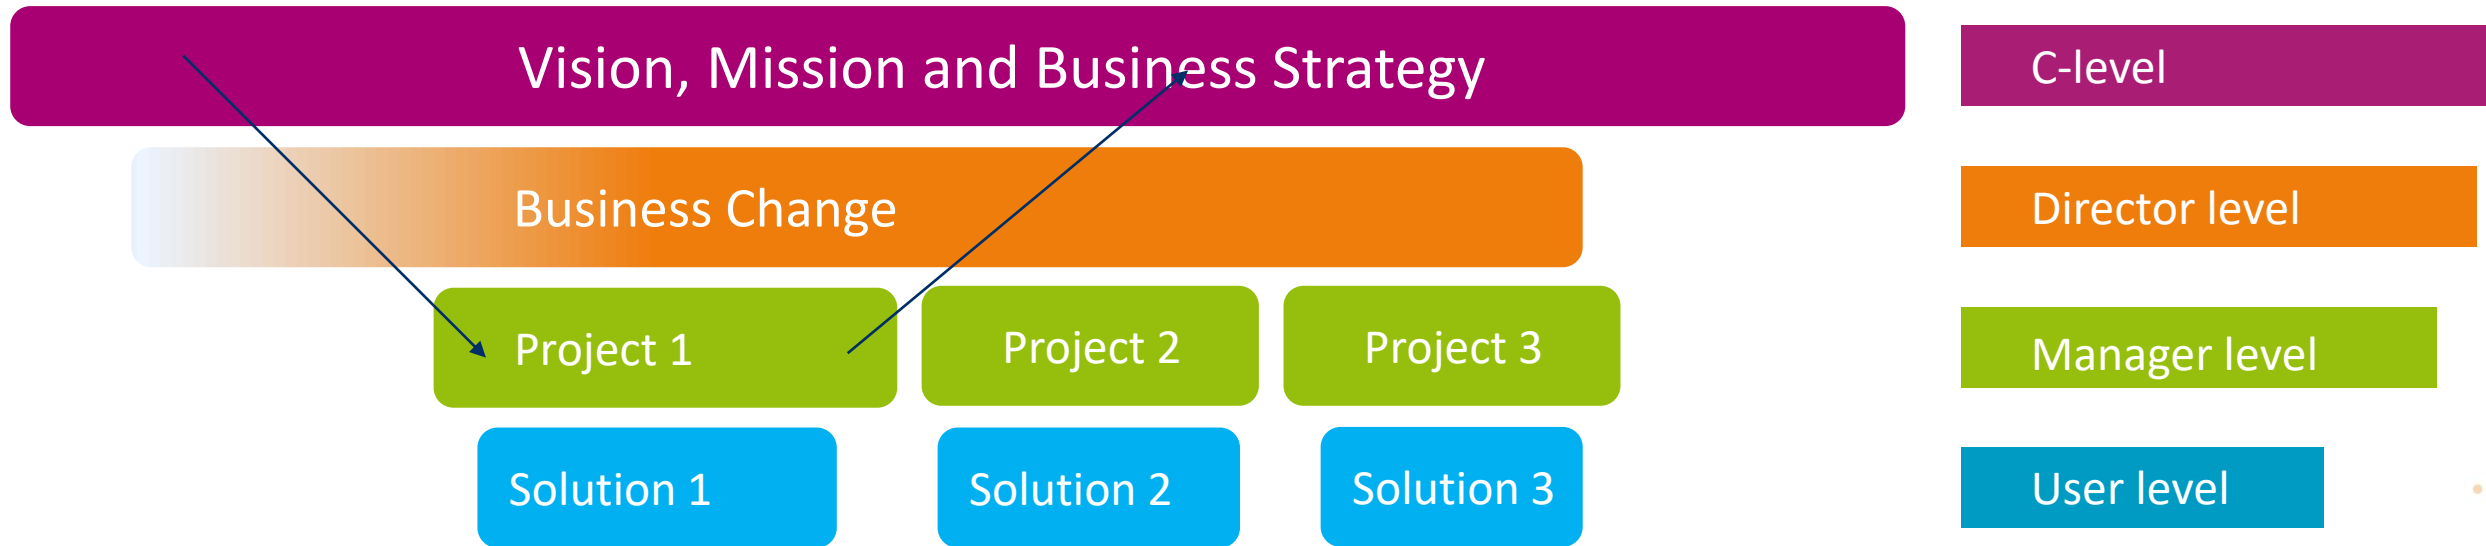 Vision, Mission and Business Strategy
C-level
Business Change
Director level
Project 1
Project 2
Project 3
Manager level
Solution 1
Solution 2
Solution 3
User level